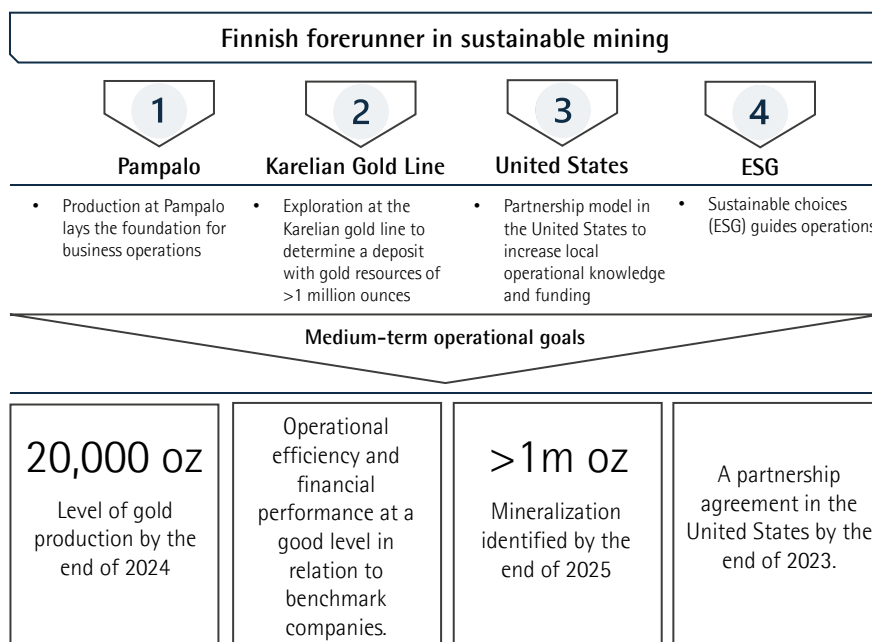 Finnish forerunner in sustainable mining
1
2
3
4
Pampalo
Karelian Gold Line
United States
ESG
• Production at Pampalo
lays the foundation for
business operations
• Exploration at the
Karelian gold line to
determine a deposit
with gold resources of
>1 million ounces
• Partnership model in
the United States to
increase local
operational knowledge
and funding
• Sustainable choices
(ESG) guides operations
Medium-term operational goals
20,000 oz
Level of gold
production by the
end of 2024
Operational
efficiency and
financial
performance at a
good level in
relation to
benchmark
companies.
>1m oz
Mineralization
identified by the
end of 2025
A partnership
agreement in the
United States by the
end of 2023.